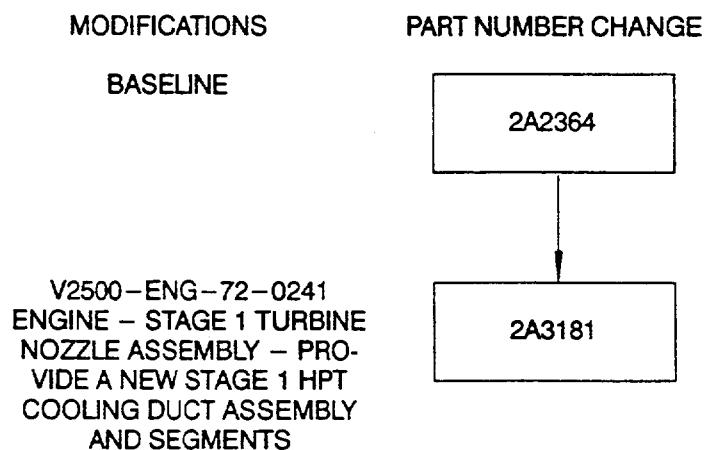 MODIFICATIONS
PART NUMBER CHANGE
BASELINE
2A2364
V2500-ENG-72-0241
ENGINE – STAGE 1 TURBINE
NOZZLE ASSEMBLY – PRO-
VIDE A NEW STAGE 1 HPT
COOLING DUCT ASSEMBLY
AND SEGMENTS
2A3181